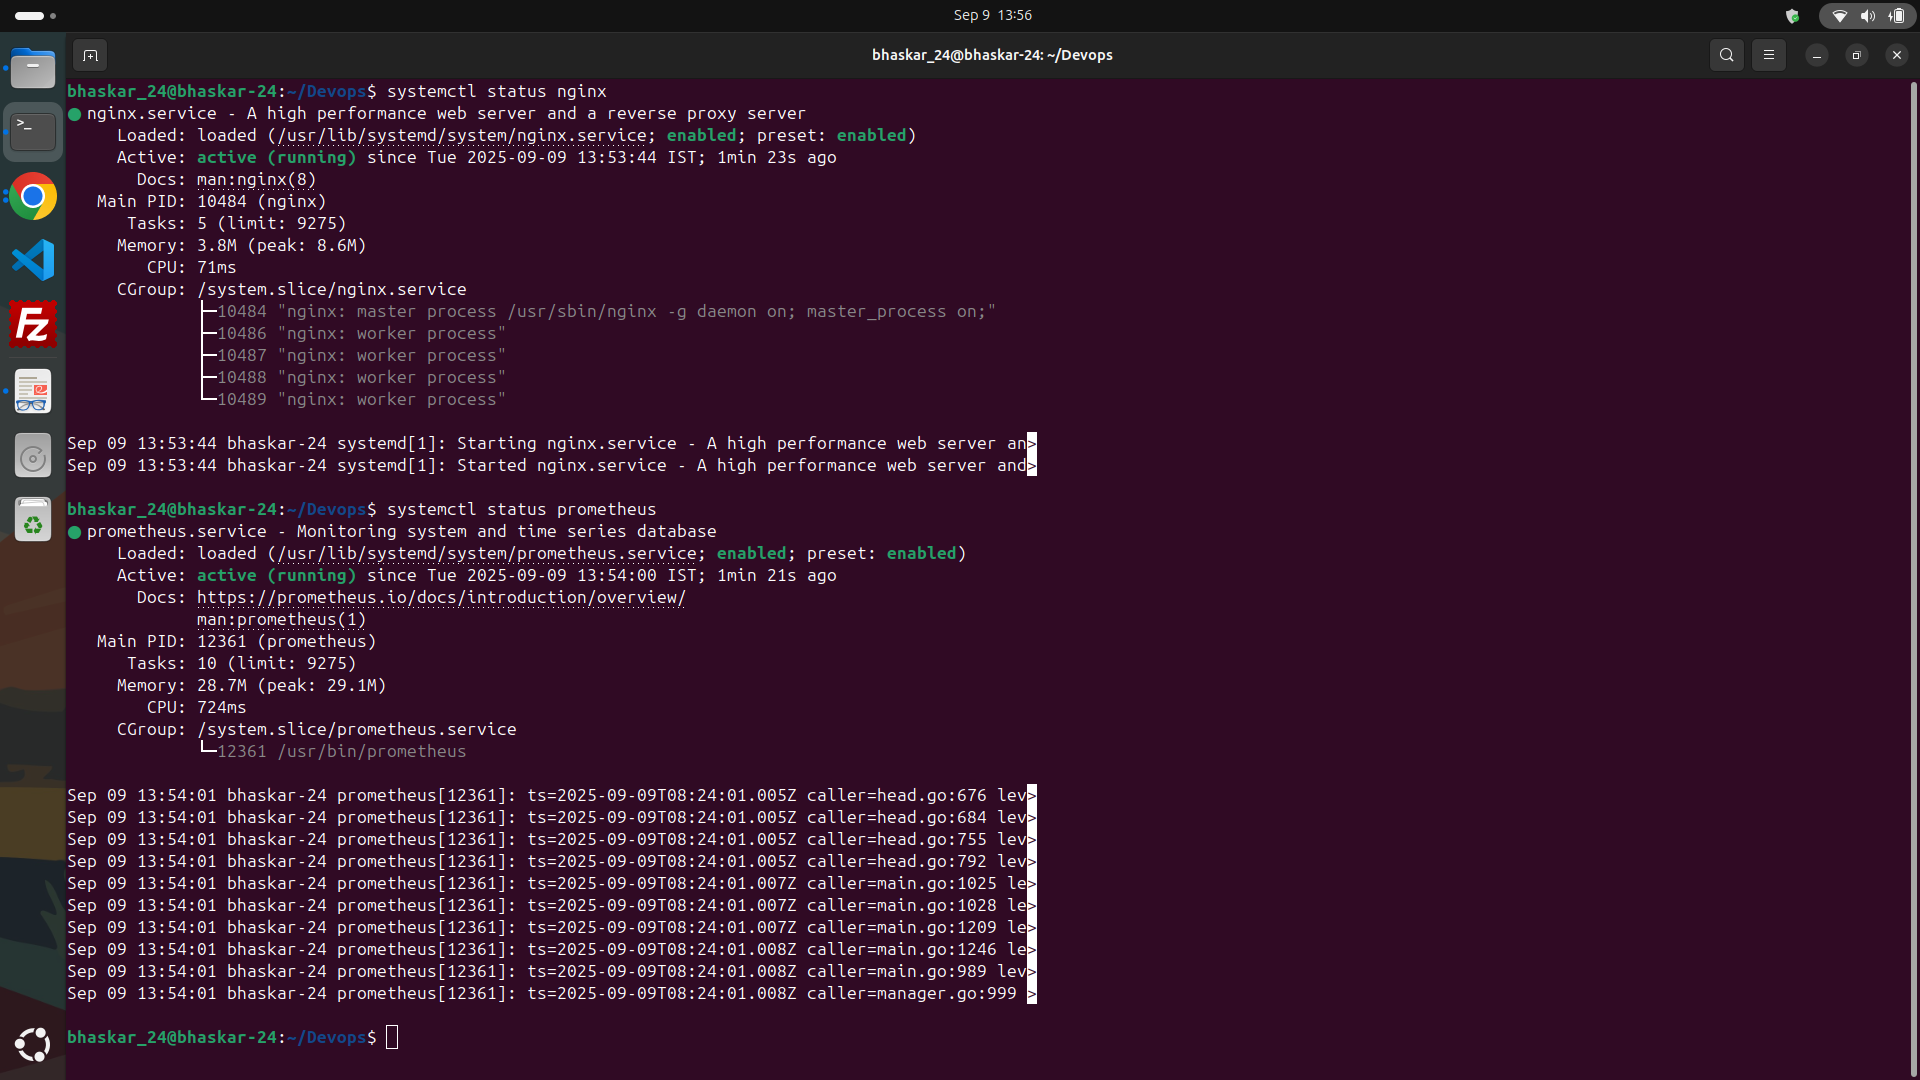 Sep 9 13:56
bhaskar_24@bhaskar-24: ~/Devops
bhaskar_24@bhaskar-24:~/Devops$ systemctl status nginx
● nginx.service - A high performance web server and a reverse proxy server
Loaded: loaded (/usr/lib/systemd/system/nginx.service; enabled; preset: enabled)
Active: active (running) since Tue 2025-09-09 13:53:44 IST; 1min 23s ago
Docs: man:nginx(8)
Main PID: 10484 (nginx)
Tasks: 5 (limit: 9275)
Memory: 3.8M (peak: 8.6M)
CPU: 71ms
CGroup: /system.slice/nginx.service
├─10484 "nginx: master process /usr/sbin/nginx -g daemon on; master_process on;"
├─10486 "nginx: worker process"
├─10487 "nginx: worker process"
├─10488 "nginx: worker process"
└─10489 "nginx: worker process"
Sep 09 13:53:44 bhaskar-24 systemd[1]: Starting nginx.service - A high performance web server an>
Sep 09 13:53:44 bhaskar-24 systemd[1]: Started nginx.service - A high performance web server and>
bhaskar_24@bhaskar-24:~/Devops$ systemctl status prometheus
● prometheus.service - Monitoring system and time series database
Loaded: loaded (/usr/lib/systemd/system/prometheus.service; enabled; preset: enabled)
Active: active (running) since Tue 2025-09-09 13:54:00 IST; 1min 21s ago
Docs: https://prometheus.io/docs/introduction/overview/
man:prometheus(1)
Main PID: 12361 (prometheus)
Tasks: 10 (limit: 9275)
Memory: 28.7M (peak: 29.1M)
CPU: 724ms
CGroup: /system.slice/prometheus.service
└─12361 /usr/bin/prometheus
Sep 09 13:54:01 bhaskar-24 prometheus[12361]: ts=2025-09-09T08:24:01.005Z caller=head.go:676 lev>
Sep 09 13:54:01 bhaskar-24 prometheus[12361]: ts=2025-09-09T08:24:01.005Z caller=head.go:684 lev>
Sep 09 13:54:01 bhaskar-24 prometheus[12361]: ts=2025-09-09T08:24:01.005Z caller=head.go:755 lev>
Sep 09 13:54:01 bhaskar-24 prometheus[12361]: ts=2025-09-09T08:24:01.005Z caller=head.go:792 lev>
Sep 09 13:54:01 bhaskar-24 prometheus[12361]: ts=2025-09-09T08:24:01.007Z caller=main.go:1025 le>
Sep 09 13:54:01 bhaskar-24 prometheus[12361]: ts=2025-09-09T08:24:01.007Z caller=main.go:1028 le>
Sep 09 13:54:01 bhaskar-24 prometheus[12361]: ts=2025-09-09T08:24:01.007Z caller=main.go:1209 le>
Sep 09 13:54:01 bhaskar-24 prometheus[12361]: ts=2025-09-09T08:24:01.008Z caller=main.go:1246 le>
Sep 09 13:54:01 bhaskar-24 prometheus[12361]: ts=2025-09-09T08:24:01.008Z caller=main.go:989 lev>
Sep 09 13:54:01 bhaskar-24 prometheus[12361]: ts=2025-09-09T08:24:01.008Z caller=manager.go:999 >
bhaskar_24@bhaskar-24:~/Devops$